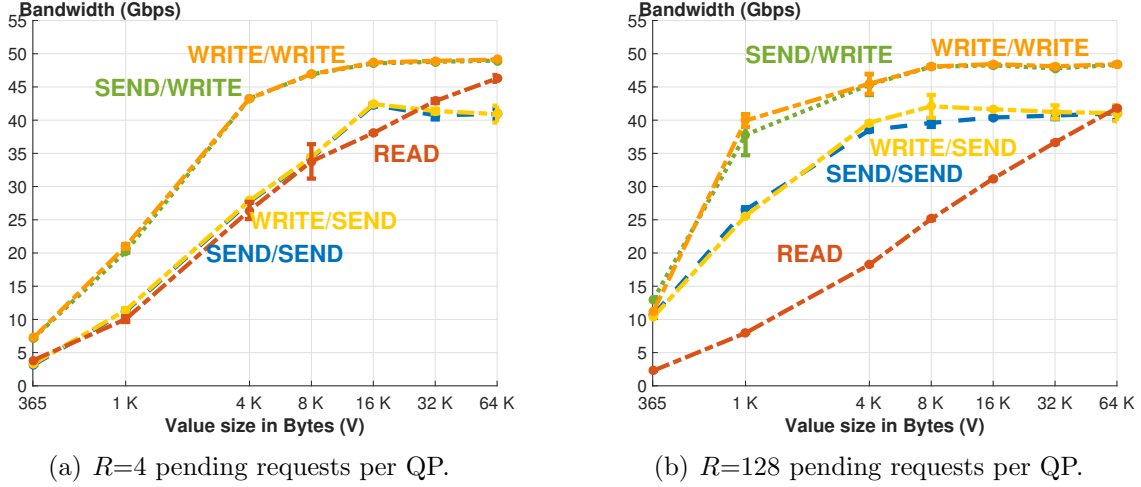 Bandwidth (Gbps)
55
50
45
40
35
30
25
20
15
10
5
0
WRITE/WRITE
SEND/WRITE
READ
WRITE/SEND
SEND/SEND
365 1 K 4 K 8 K 16 K 32 K 64 K
Value size in Bytes (V)
(a) R=4 pending requests per QP.
Bandwidth (Gbps)
55
50
45
40
35
30
25
20
15
10
5
0
SEND/WRITE
WRITE/WRITE
WRITE/SEND
SEND/SEND
READ
365 1 K 4 K 8 K 16 K 32 K 64 K
Value size in Bytes (V)
(b) R=128 pending requests per QP.